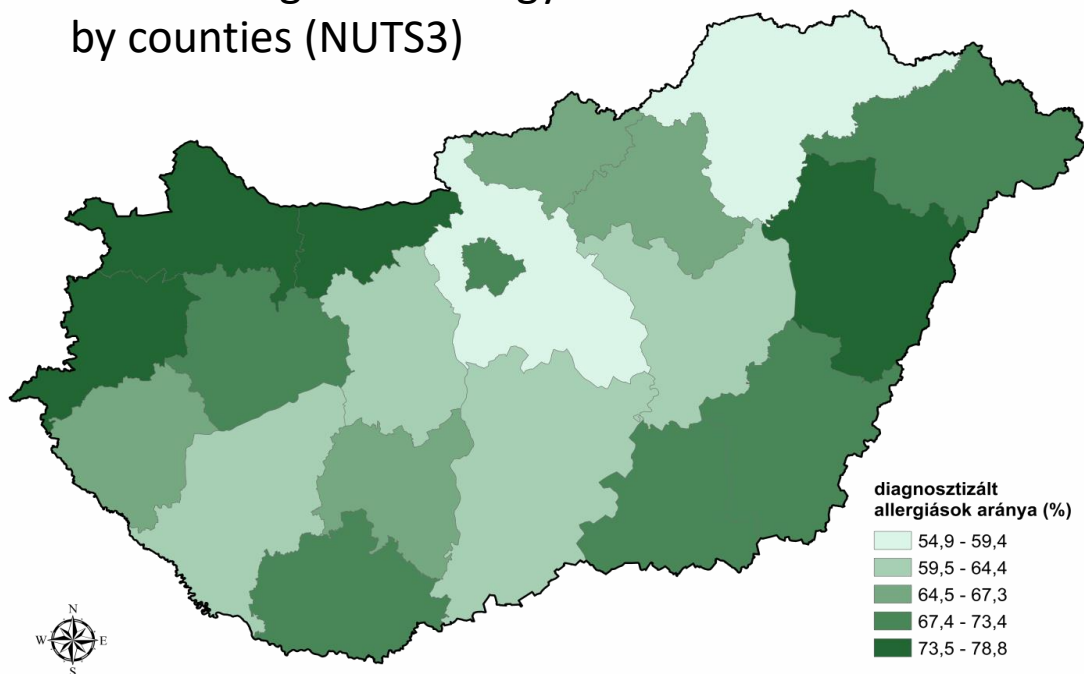 by counties (NUTS3)
diagnosztizált
allergiások aránya (%)
54,9 - 59,4
59,5 - 64,4
64,5 - 67,3
67,4 - 73,4
73,5 - 78,8
N
W E
S